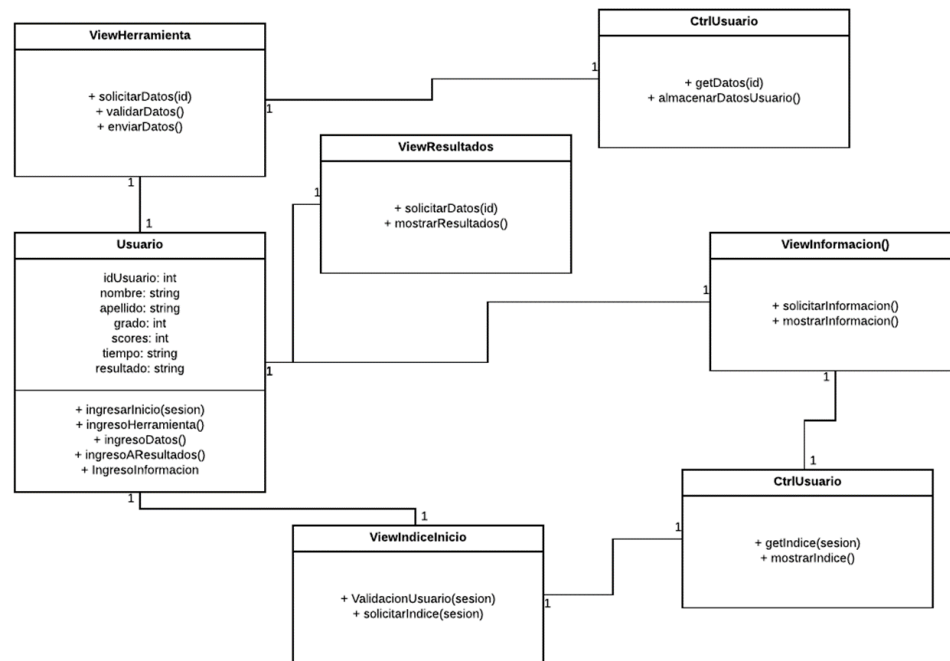 ViewHerramienta
+ solicitarDatos(id)
+ validarDatos()
+ enviarDatos()
1
1
CtrlUsuario
+ getDatos(id)
+ almacenarDatosUsuario()
1
ViewResultados
+ solicitarDatos(id)
+ mostrarResultados()
1
1
Usuario
idUsuario: int
nombre: string
apellido: string
grado: int
scores: int
tiempo: string
resultado: string
+ ingresarInicio(sesion)
+ ingresoHerramienta()
+ ingresoDatos()
+ ingresoAResultados()
+ IngresoInformacion
1
1
ViewInformacion()
+ solicitarInformacion()
+ mostrarInformacion()
1
1
1
CtrlUsuario
+ getIndice(sesion)
+ mostrarIndice()
1
1
ViewIndiceInicio
+ ValidacionUsuario(sesion)
+ solicitarIndice(sesion)
1